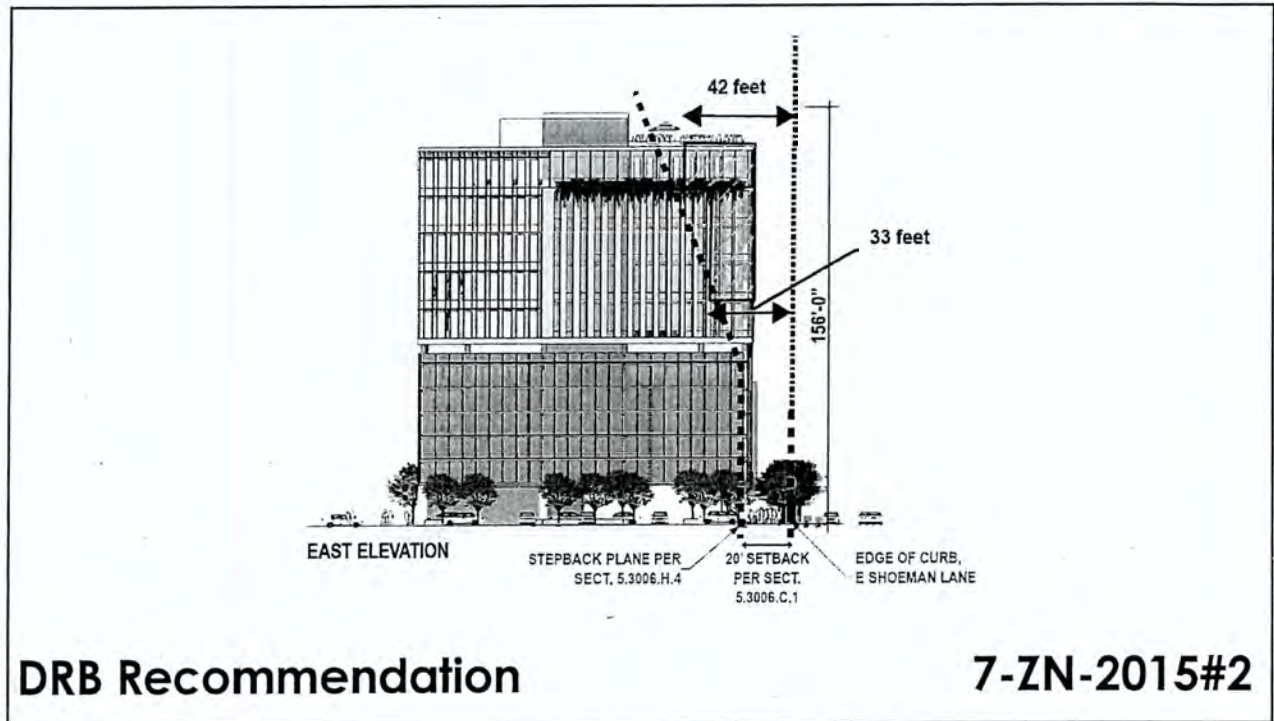 42 feet
33 feet
156'-0"
EAST ELEVATION
STEPBACK PLANE PER
SECT. 5.3006.H.4
20' SETBACK
PER SECT.
5.3006.C.1
EDGE OF CURB,
E SHOEMAN LANE
DRB Recommendation
7-ZN-2015#2